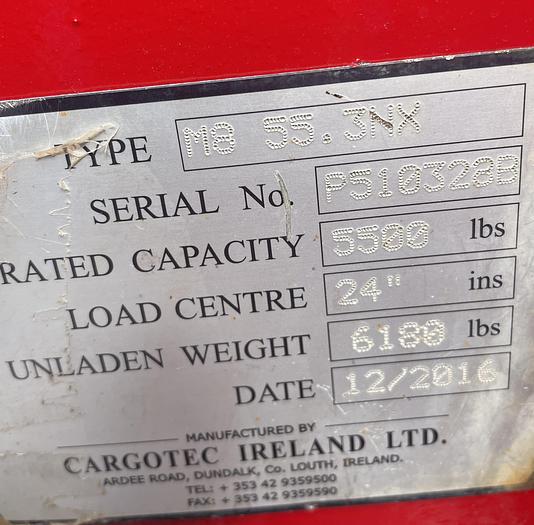 TYPE M8 55.3NX
SERIAL No. P510328B
RATED CAPACITY 5500 lbs
LOAD CENTRE 24" ins
UNLADEN WEIGHT 6180 lbs
DATE 12/2016
MANUFACTURED BY
CARGOTEC IRELAND LTD.
ARDEE ROAD, DUNDALK, Co. LOUTH, IRELAND.
TEL: + 353 42 9359500
FAX: + 353 42 9359590